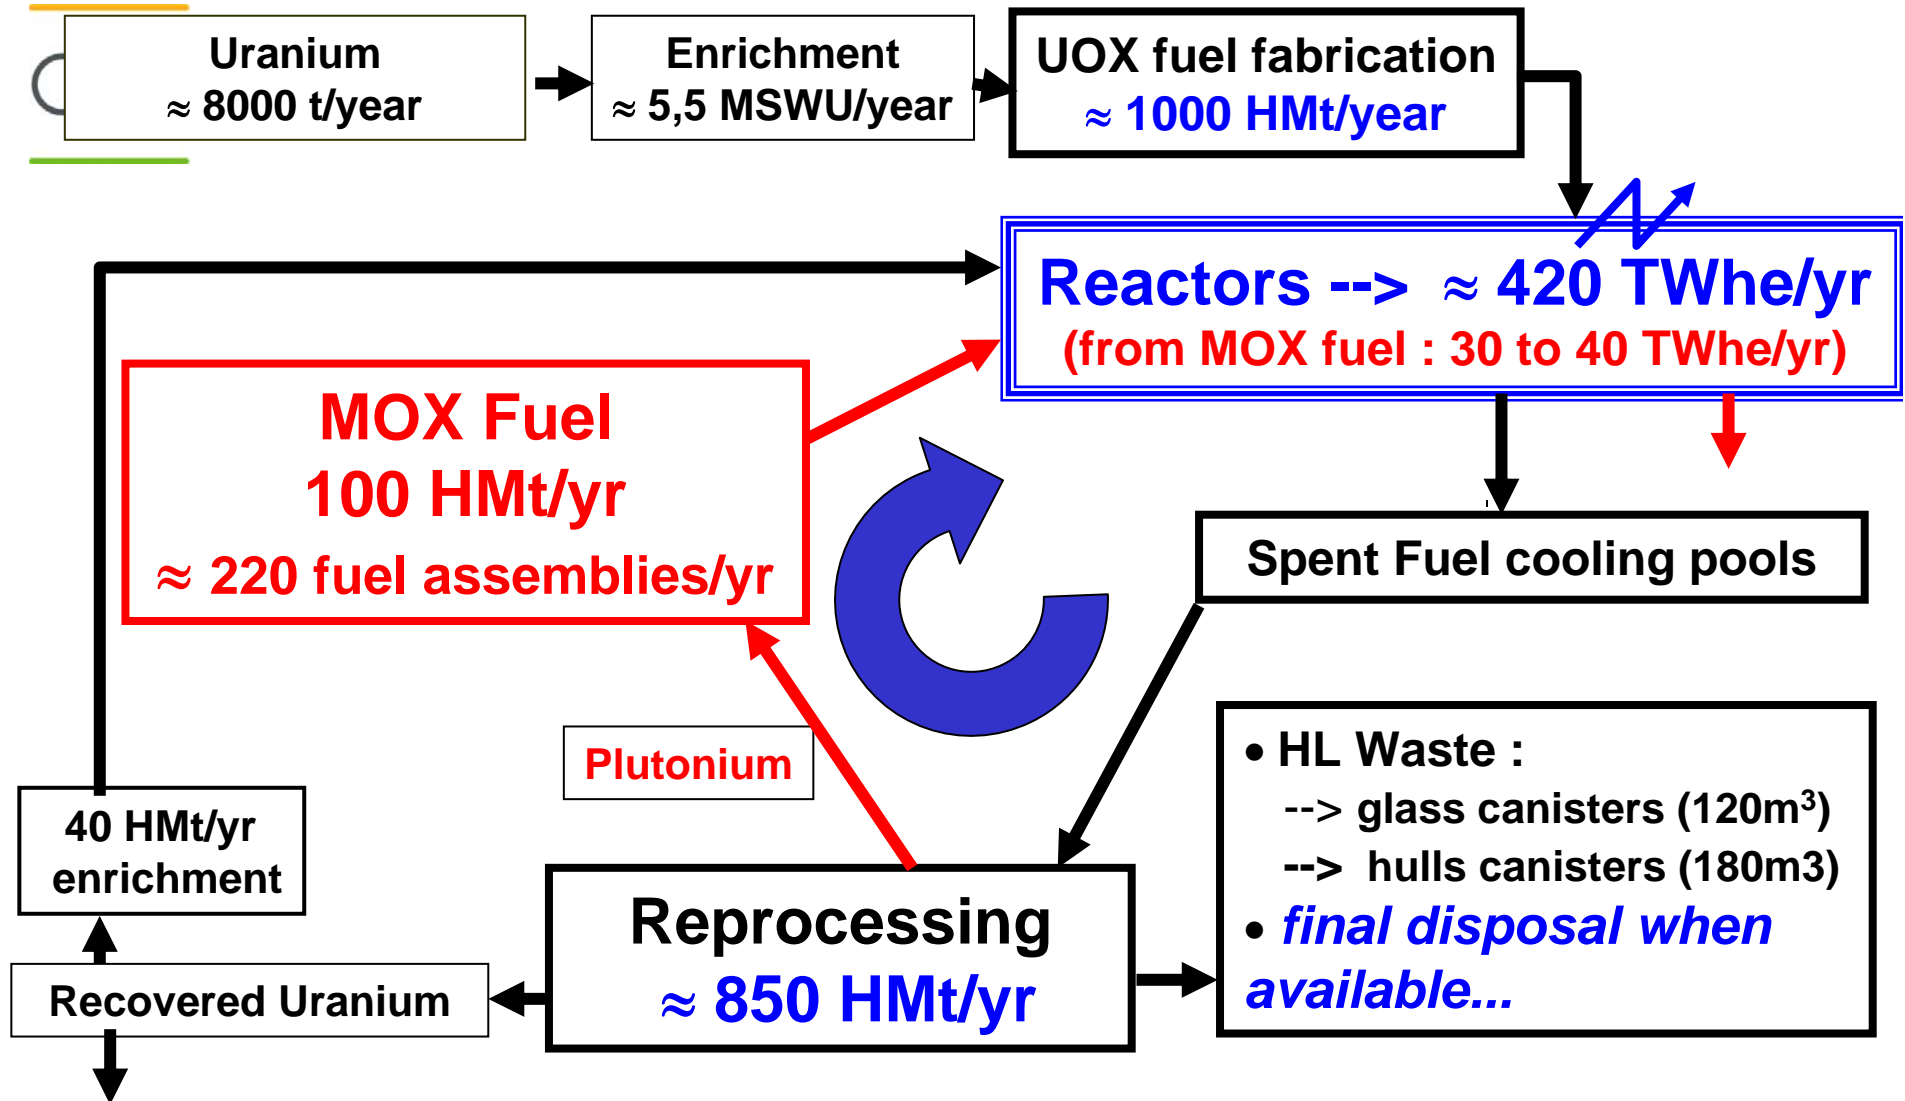 Uranium
≈ 8000 t/year
Enrichment
≈ 5,5 MSWU/year
UOX fuel fabrication
≈ 1000 HMt/year
Reactors --> ≈ 420 TWhe/yr
(from MOX fuel : 30 to 40 TWhe/yr)
MOX Fuel
100 HMt/yr
≈ 220 fuel assemblies/yr
Spent Fuel cooling pools
Plutonium
• HL Waste :
--> glass canisters (120m³)
--> hulls canisters (180m3)
• final disposal when
available...
40 HMt/yr
enrichment
Reprocessing
≈ 850 HMt/yr
Recovered Uranium